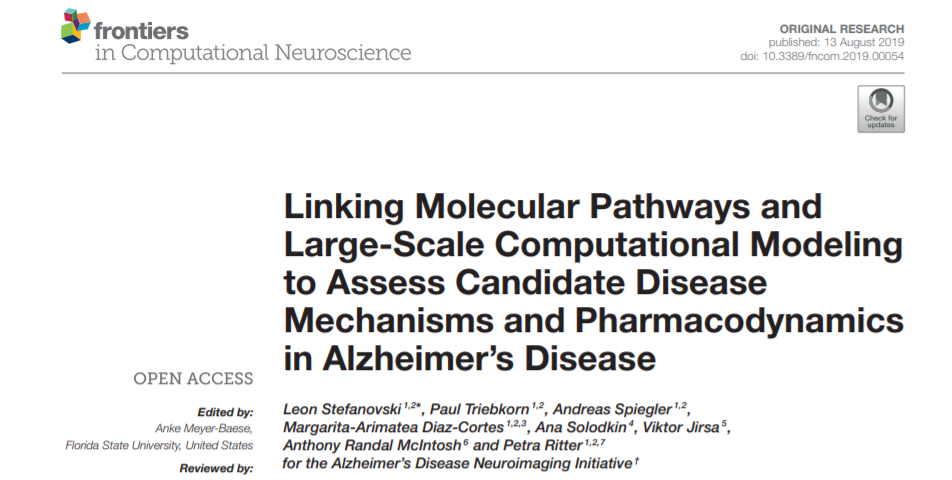 frontiers
in Computational Neuroscience
ORIGINAL RESEARCH
published: 13 August 2019
doi: 10.3389/fncom.2019.00054
Check for
updates
Linking Molecular Pathways and
Large-Scale Computational Modeling
to Assess Candidate Disease
Mechanisms and Pharmacodynamics
in Alzheimer's Disease
OPEN ACCESS
Edited by:
Anke Meyer-Baese,
Florida State University, United States
Reviewed by:
Leon Stefanovski 1,2*, Paul Triebkorn 1,2, Andreas Spiegler 1,2,
Margarita-Arimatea Diaz-Cortes 1,2,3, Ana Solodkin 4, Viktor Jirsa 5,
Anthony Randal McIntosh 6 and Petra Ritter 1,2,7
for the Alzheimer's Disease Neuroimaging Initiative †